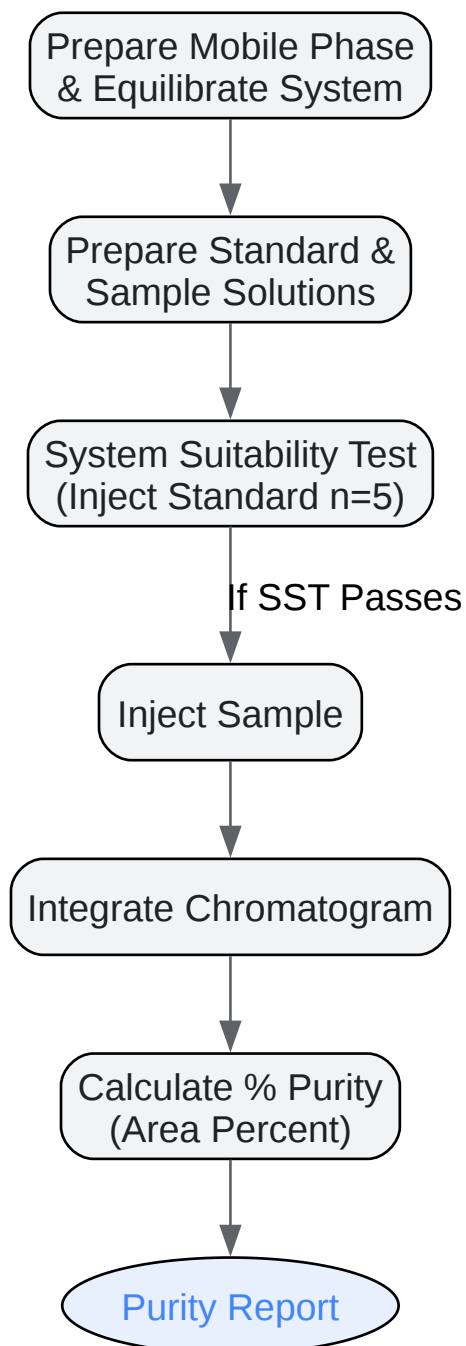 Prepare Mobile Phase
& Equilibrate System
Prepare Standard &
Sample Solutions
System Suitability Test
(Inject Standard n=5)
If SST Passes
Inject Sample
Integrate Chromatogram
Calculate % Purity
(Area Percent)
Purity Report